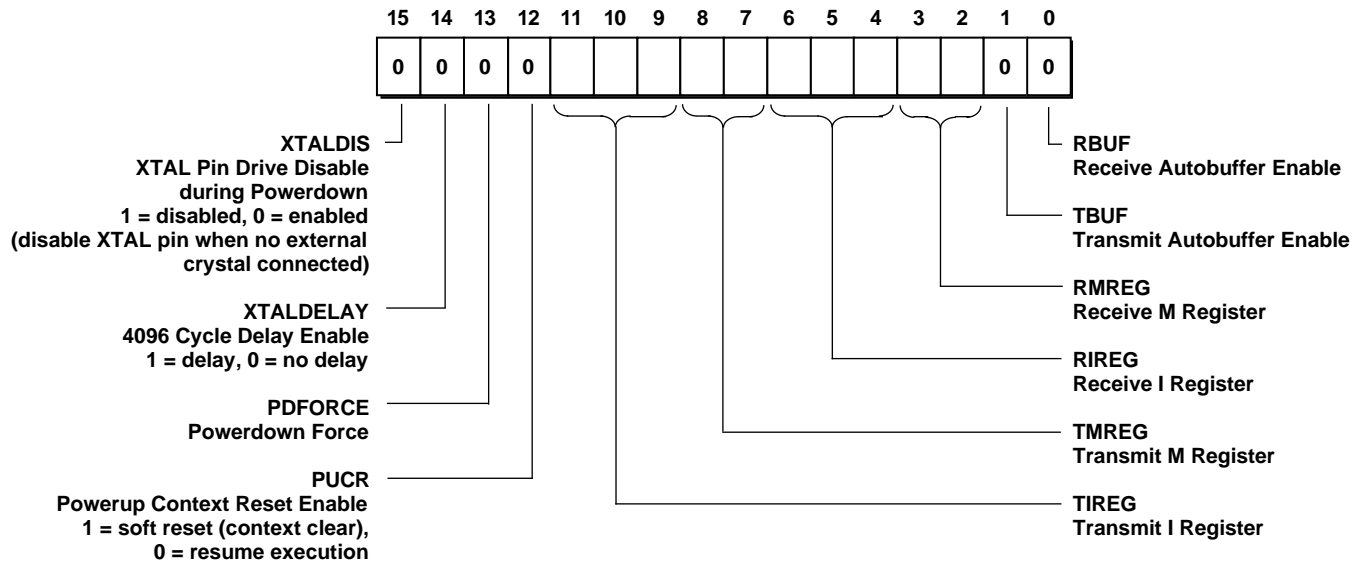 15 14 13 12 11 10 9 8 7 6 5 4 3 2 1 0
0 0 0 0 0 0
XTALDIS
XTAL Pin Drive Disable
during Powerdown
1 = disabled, 0 = enabled
(disable XTAL pin when no external
crystal connected)
XTALDELAY
4096 Cycle Delay Enable
1 = delay, 0 = no delay
PDFORCE
Powerdown Force
PUCR
Powerup Context Reset Enable
1 = soft reset (context clear),
0 = resume execution
RBUF
Receive Autobuffer Enable
TBUF
Transmit Autobuffer Enable
RMREG
Receive M Register
RIREG
Receive I Register
TMREG
Transmit M Register
TIREG
Transmit I Register